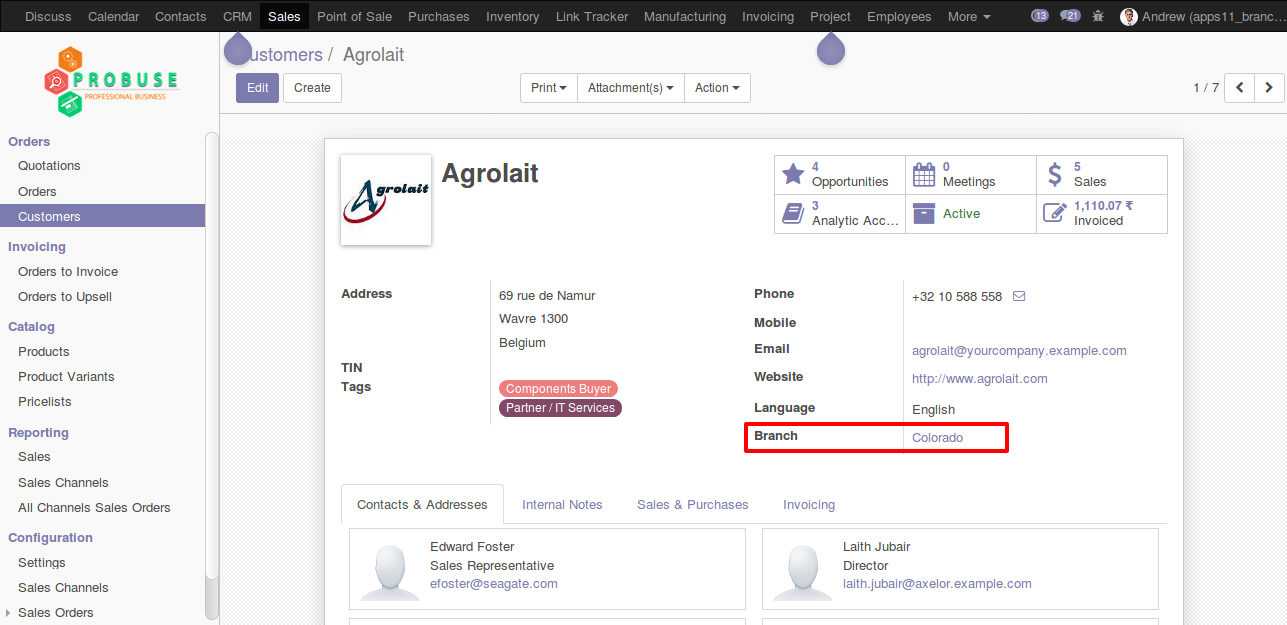 Discuss Calendar Contacts CRM Sales Point of Sale Purchases Inventory Link Tracker Manufacturing Invoicing Project Employees More 13 21 Andrew (apps11_branc...
PROBUSE
PROFESSIONAL BUSINESS
Orders
Quotations
Orders
Customers
Invoicing
Orders to Invoice
Orders to Upsell
Catalog
Products
Product Variants
Pricelists
Reporting
Sales
Sales Channels
All Channels Sales Orders
Configuration
Settings
Sales Channels
Sales Orders
ustomers / Agrolait
Edit Create Print Attachment(s) Action 1 / 7
Agrolait
Agrolait
4 Opportunities
0 Meetings
5 Sales
3 Analytic Acc...
Active
1,110.07 ₹ Invoiced
Address 69 rue de Namur
Wavre 1300
Belgium
TIN
Tags Components Buyer
Partner / IT Services
Phone +32 10 588 558
Mobile
Email agrolait@yourcompany.example.com
Website http://www.agrolait.com
Language English
Branch Colorado
Contacts & Addresses Internal Notes Sales & Purchases Invoicing
Edward Foster
Sales Representative
efoster@seagate.com
Laith Jubair
Director
laith.jubair@axelor.example.com